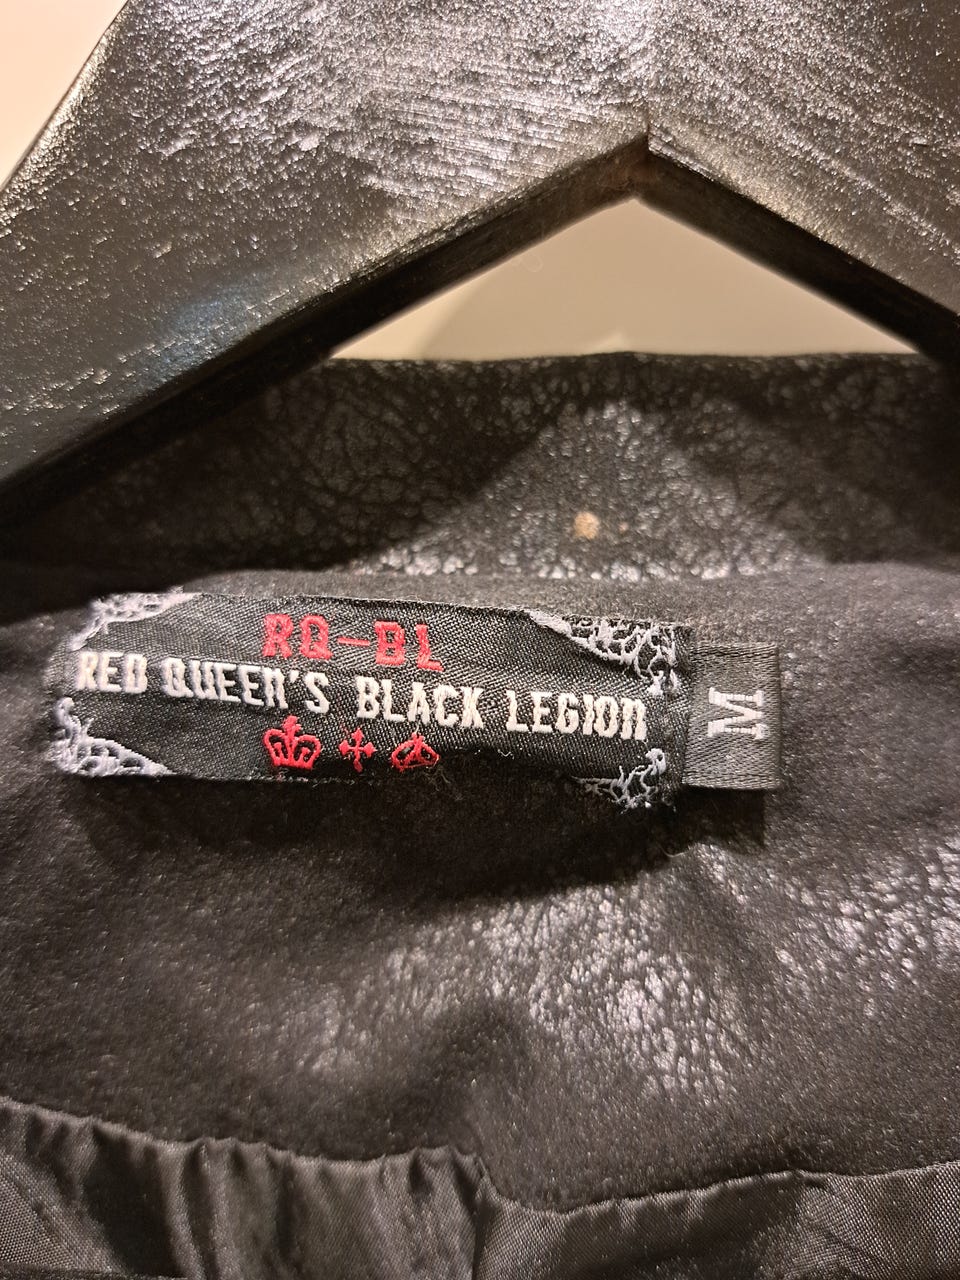 RQ-BL
RED QUEEN'S BLACK LEGION
M